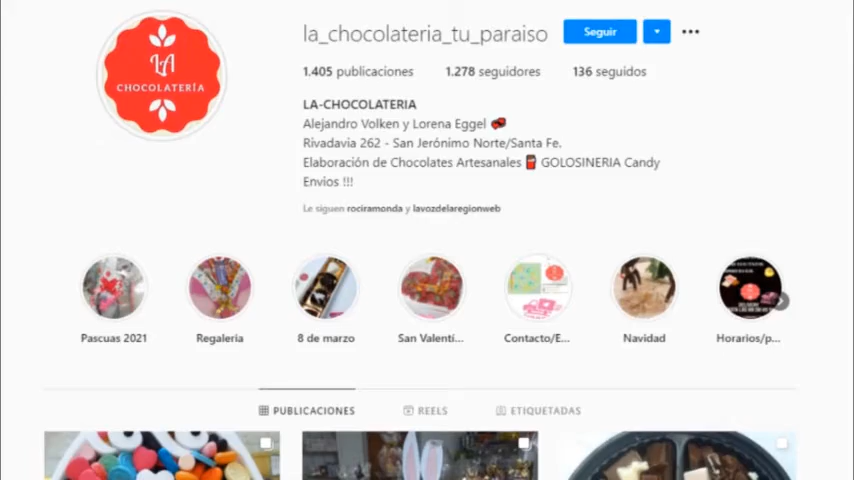 LA
CHOCOLATERÍA
la_chocolateria_tu_paraiso
Seguir
1.405 publicaciones 1.278 seguidores 136 seguidos
LA-CHOCOLATERIA
Alejandro Volken y Lorena Eggel
Rivadavia 262 - San Jerónimo Norte/Santa Fe.
Elaboración de Chocolates Artesanales GOLOSINERIA Candy
Envios !!!
Le siguen rociramonda y lavozdelaregionweb
Pascuas 2021 Regaleria 8 de marzo San Valentí... Contacto/E... Navidad Horarios/p...
PUBLICACIONES REELS ETIQUETADAS